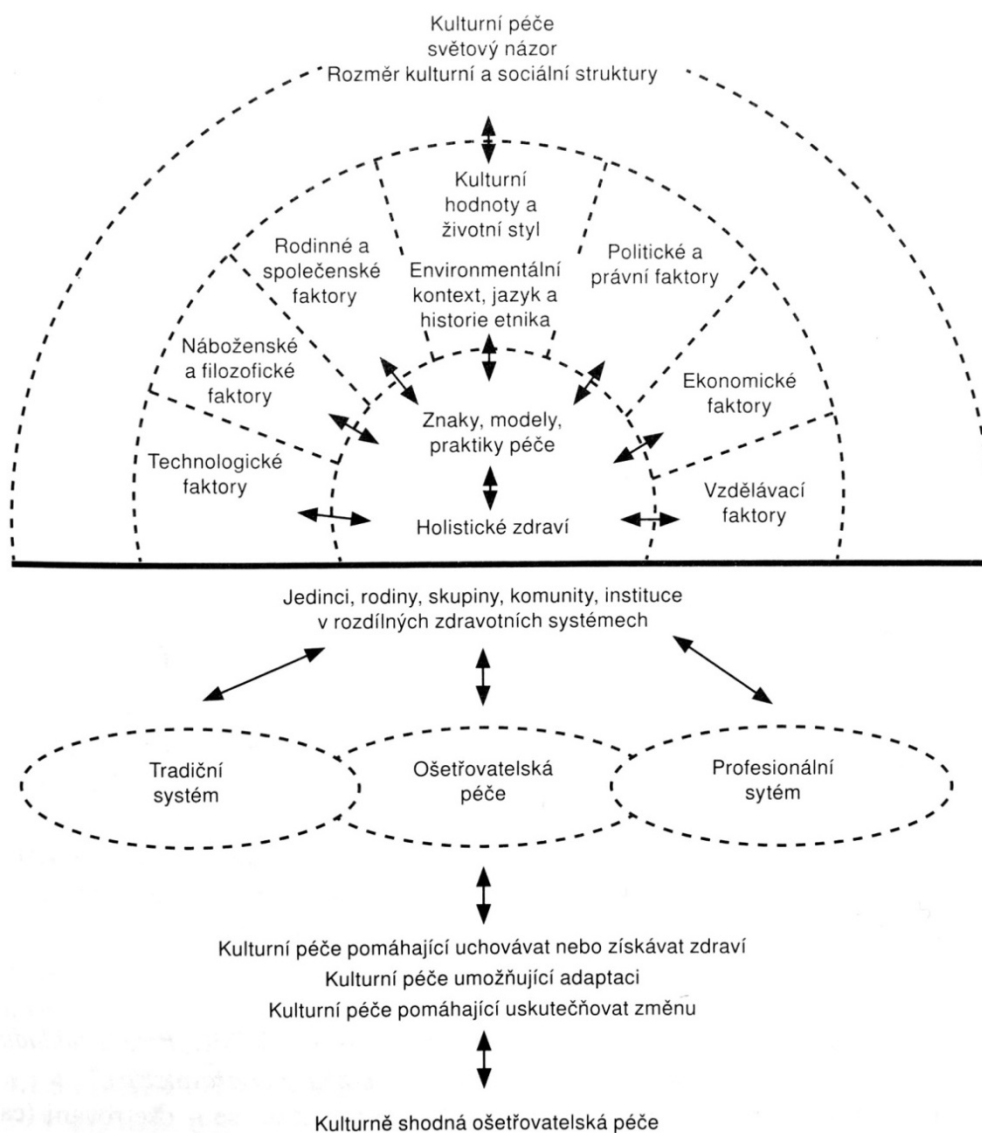 Kulturní péče
světový názor
Rozměr kulturní a sociální struktury
Kulturní
hodnoty a
životní styl
Rodinné a
společenské
faktory
Politické a
právní faktory
Environmentální
kontext, jazyk a
historie etnika
Náboženské
a filozofické
faktory
Ekonomické
faktory
Znaky, modely,
praktiky péče
Technologické
faktory
Vzdělávací
faktory
Holistické zdraví
Jedinci, rodiny, skupiny, komunity, instituce
v rozdílných zdravotních systémech
Tradiční
systém
Ošetřovatelská
péče
Profesionální
sytém
Kulturní péče pomáhající uchovávat nebo získávat zdraví
Kulturní péče umožňující adaptaci
Kulturní péče pomáhající uskutečňovat změnu
Kulturně shodná ošetřovatelská péče